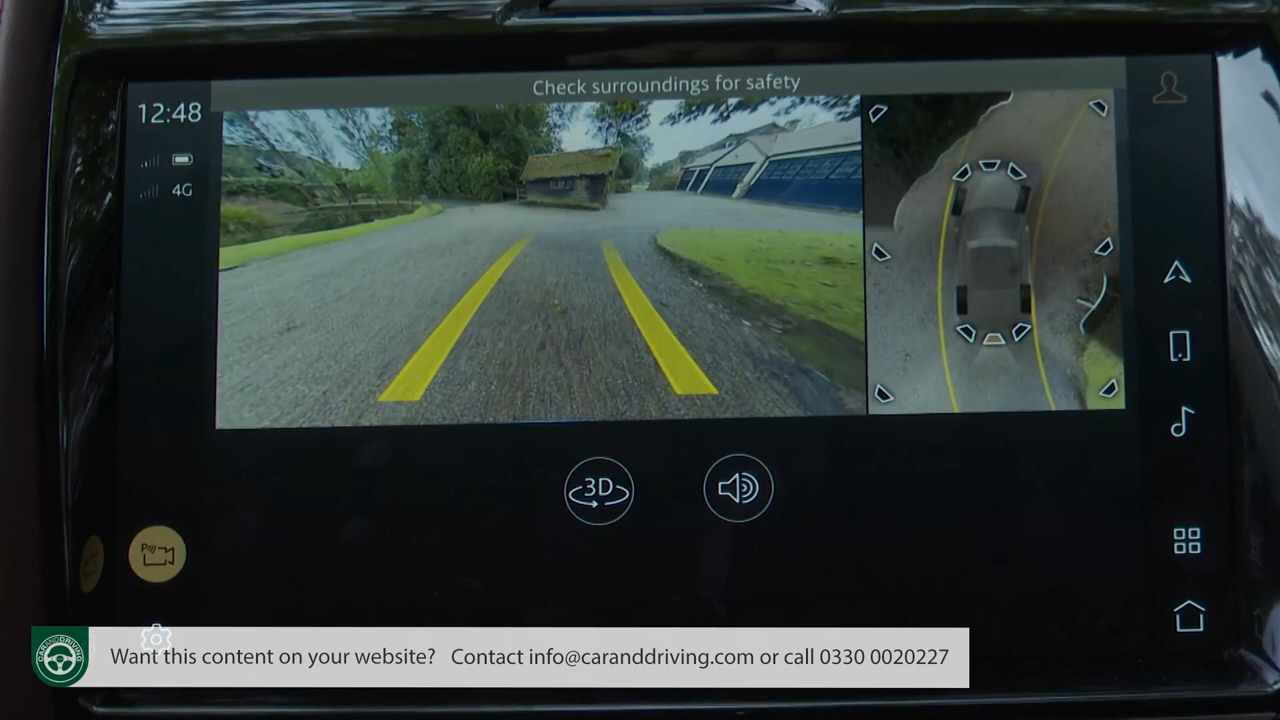 Check surroundings for safety
12:48
4G
3D
P
CARANDDRIVING
Want this content on your website? Contact info@caranddriving.com or call 0330 0020227